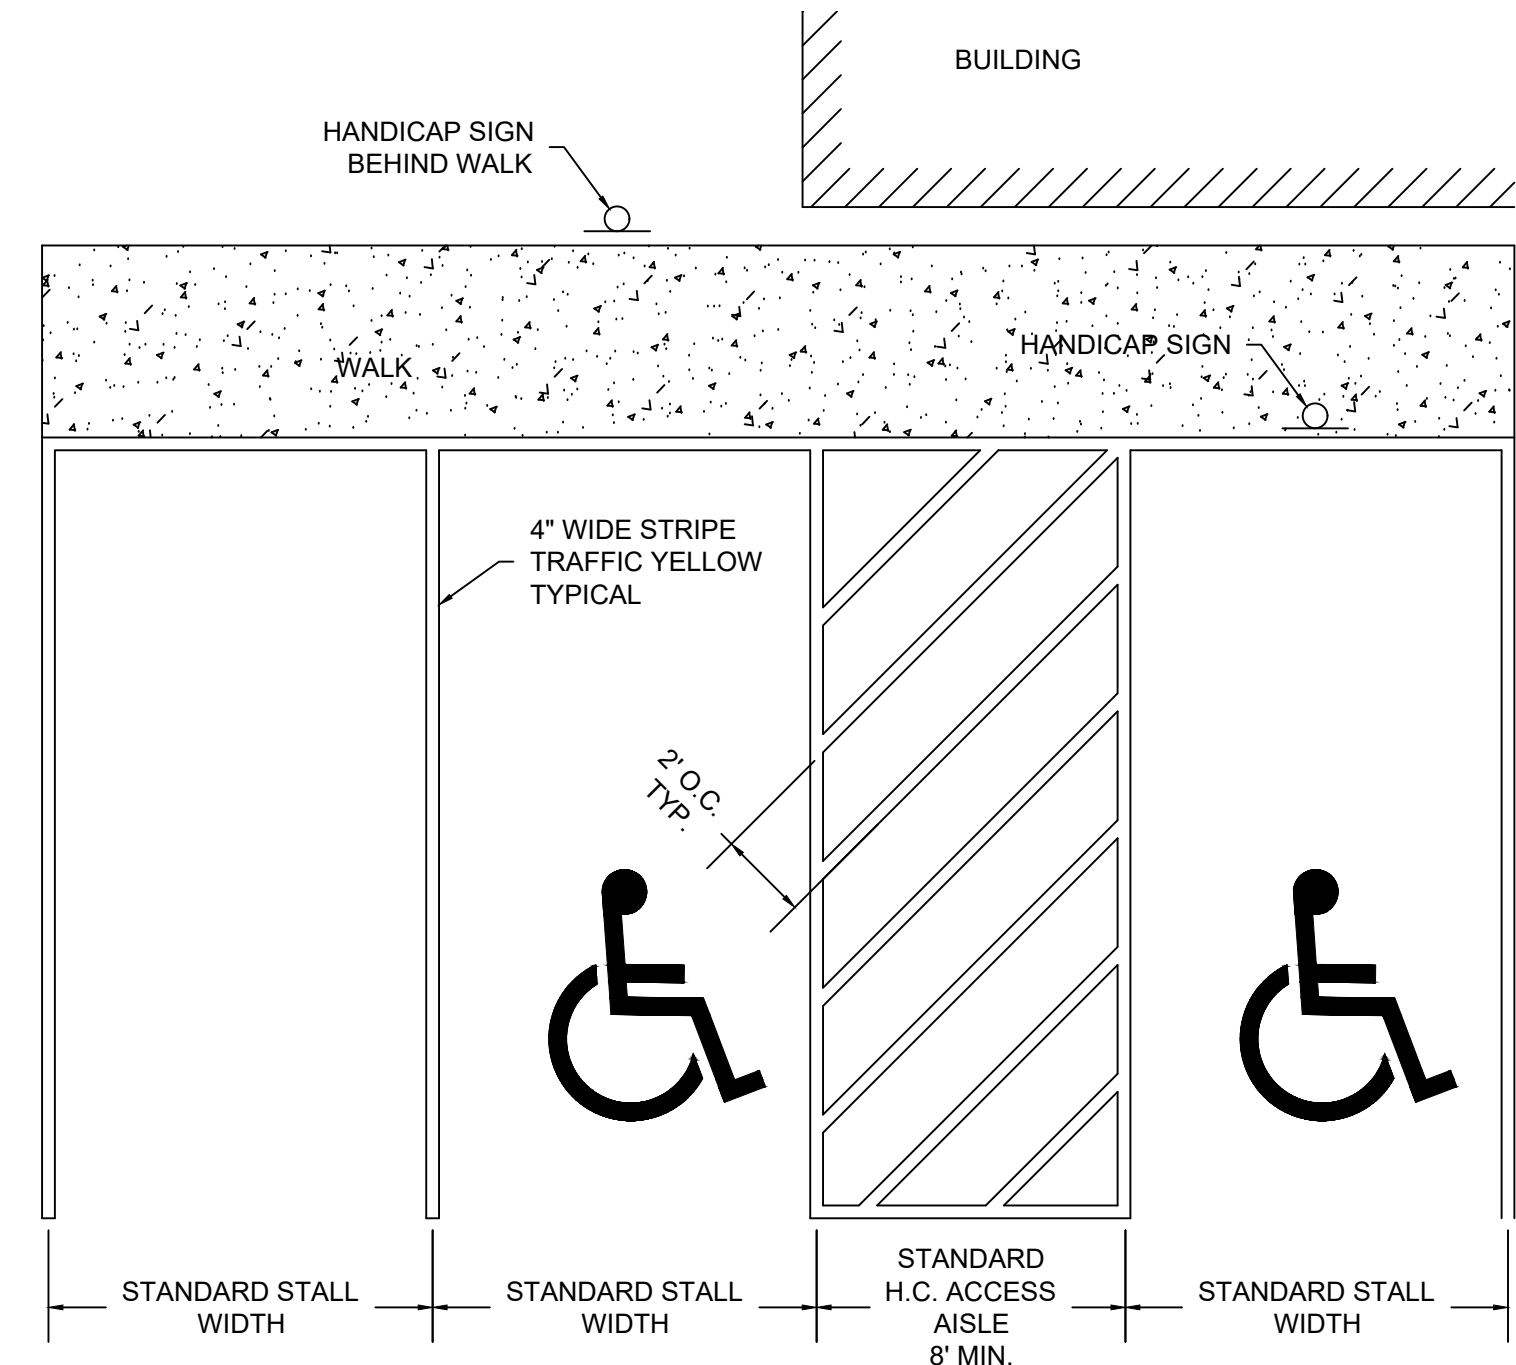 BUILDING
HANDICAP SIGN
BEHIND WALK
HANDICAP SIGN
WALK
4" WIDE STRIPE
TRAFFIC YELLOW
TYPICAL
2' O.C.
TYP.
STANDARD STALL
WIDTH
STANDARD STALL
WIDTH
STANDARD
H.C. ACCESS
AISLE
8' MIN.
STANDARD STALL
WIDTH